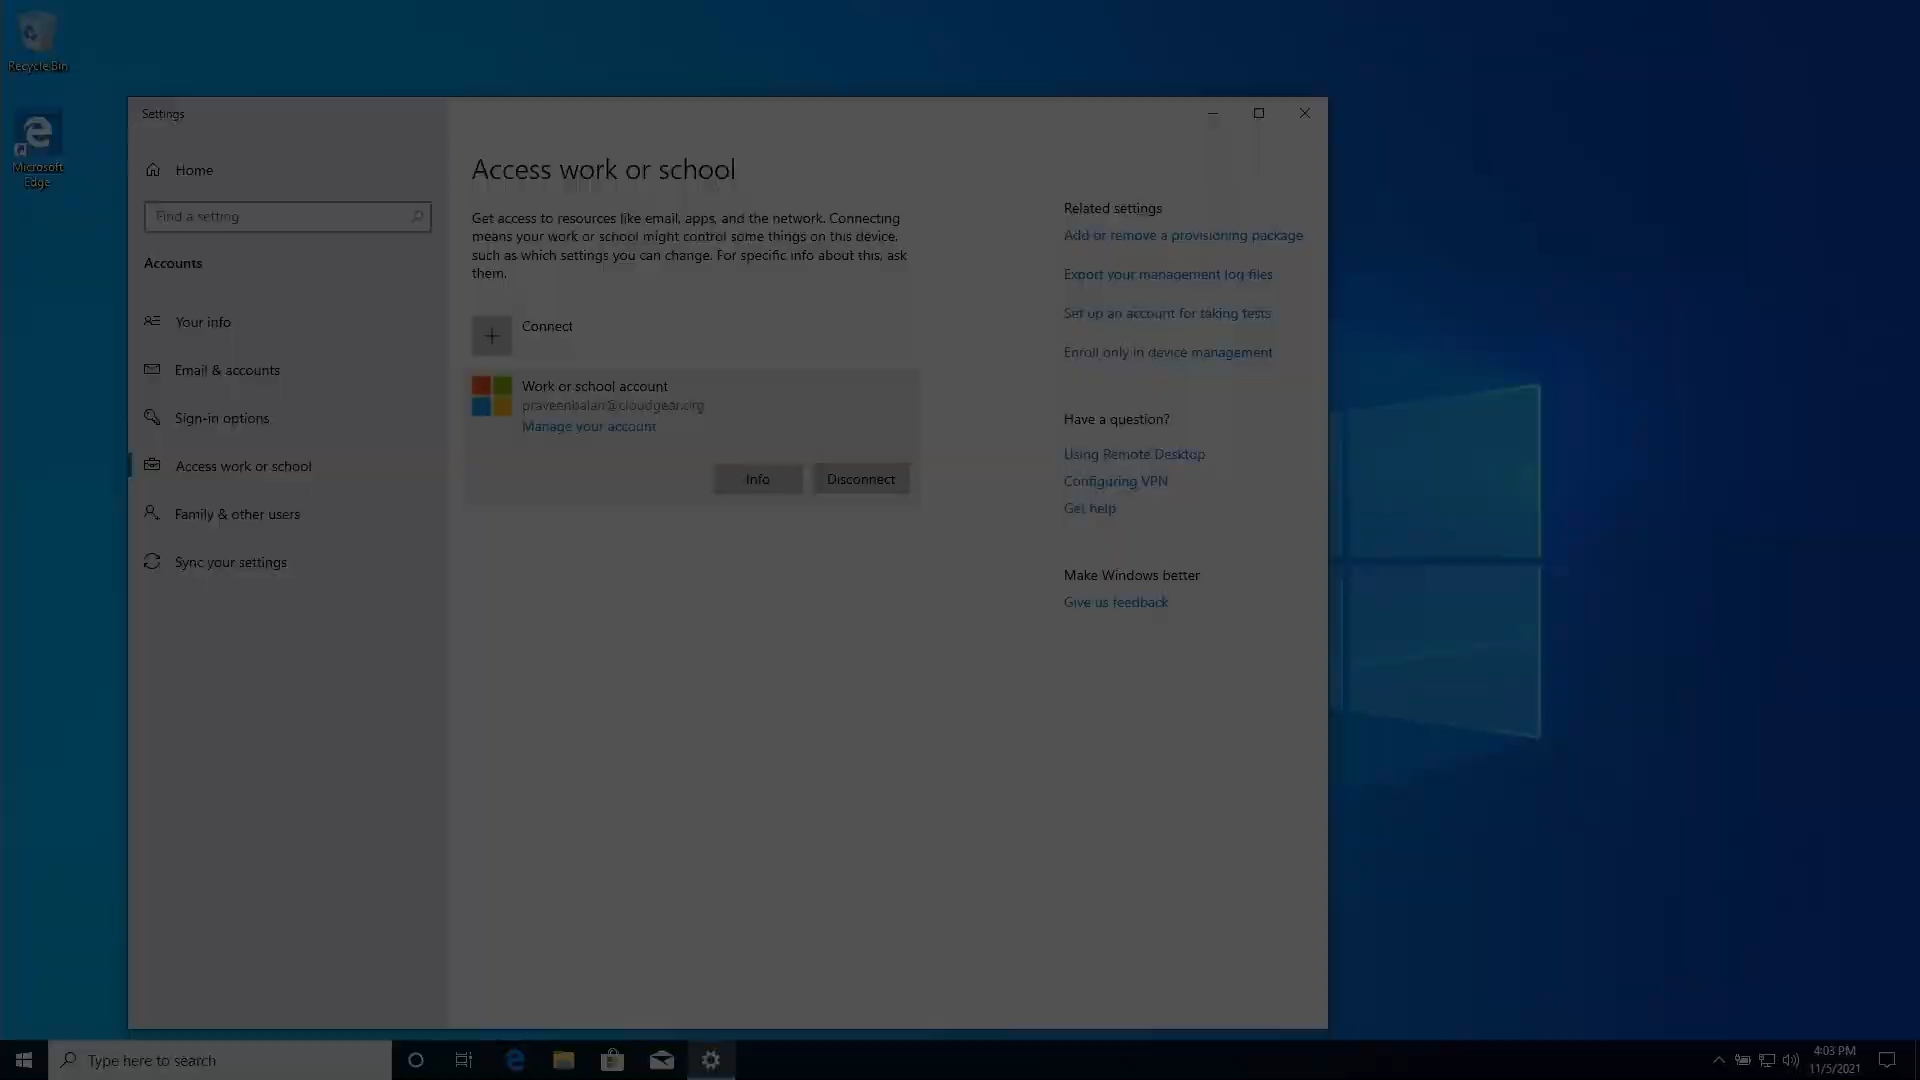 Recycle Bin
Microsoft
Edge
Settings
Home
Find a setting
Accounts
Your info
Email & accounts
Sign-in options
Access work or school
Family & other users
Sync your settings
Access work or school
Get access to resources like email, apps, and the network. Connecting
means your work or school might control some things on this device,
such as which settings you can change. For specific info about this, ask
them.
Connect
Work or school account
praveenbalan@cloudgear.org
Manage your account
Info
Disconnect
Related settings
Add or remove a provisioning package
Export your management log files
Set up an account for taking tests
Enroll only in device management
Have a question?
Using Remote Desktop
Configuring VPN
Get help
Make Windows better
Give us feedback
Type here to search
4:03 PM
11/5/2021